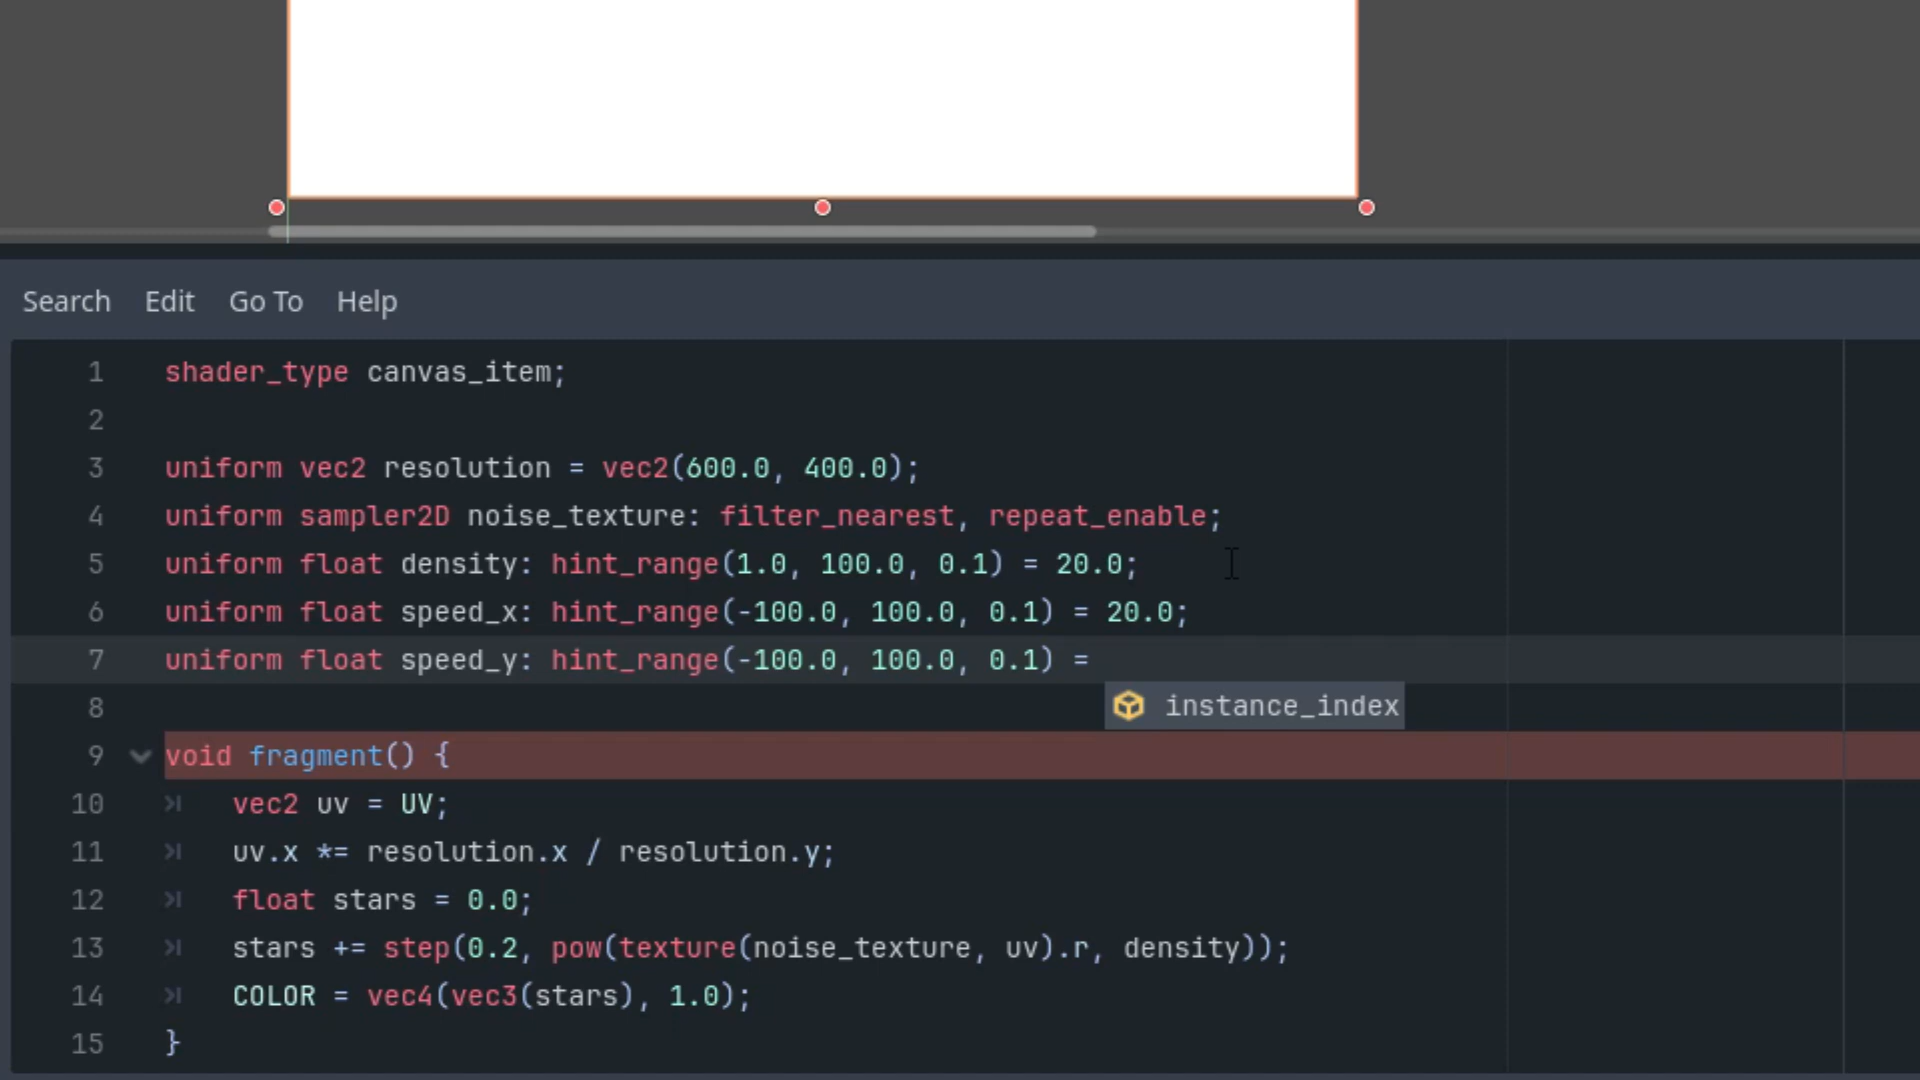 Search Edit Go To Help
1 shader_type canvas_item;
2
3 uniform vec2 resolution = vec2(600.0, 400.0);
4 uniform sampler2D noise_texture: filter_nearest, repeat_enable;
5 uniform float density: hint_range(1.0, 100.0, 0.1) = 20.0;
6 uniform float speed_x: hint_range(-100.0, 100.0, 0.1) = 20.0;
7 uniform float speed_y: hint_range(-100.0, 100.0, 0.1) =
8
instance_index
9 void fragment() {
10 vec2 uv = UV;
11 uv.x *= resolution.x / resolution.y;
12 float stars = 0.0;
13 stars += step(0.2, pow(texture(noise_texture, uv).r, density));
14 COLOR = vec4(vec3(stars), 1.0);
15 }